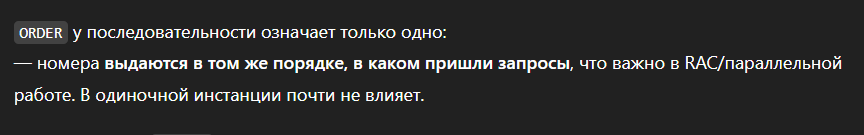 ORDER у последовательности означает только одно:
— номера выдаются в том же порядке, в каком пришли запросы, что важно в RAC/параллельной
работе. В одиночной инстанции почти не влияет.